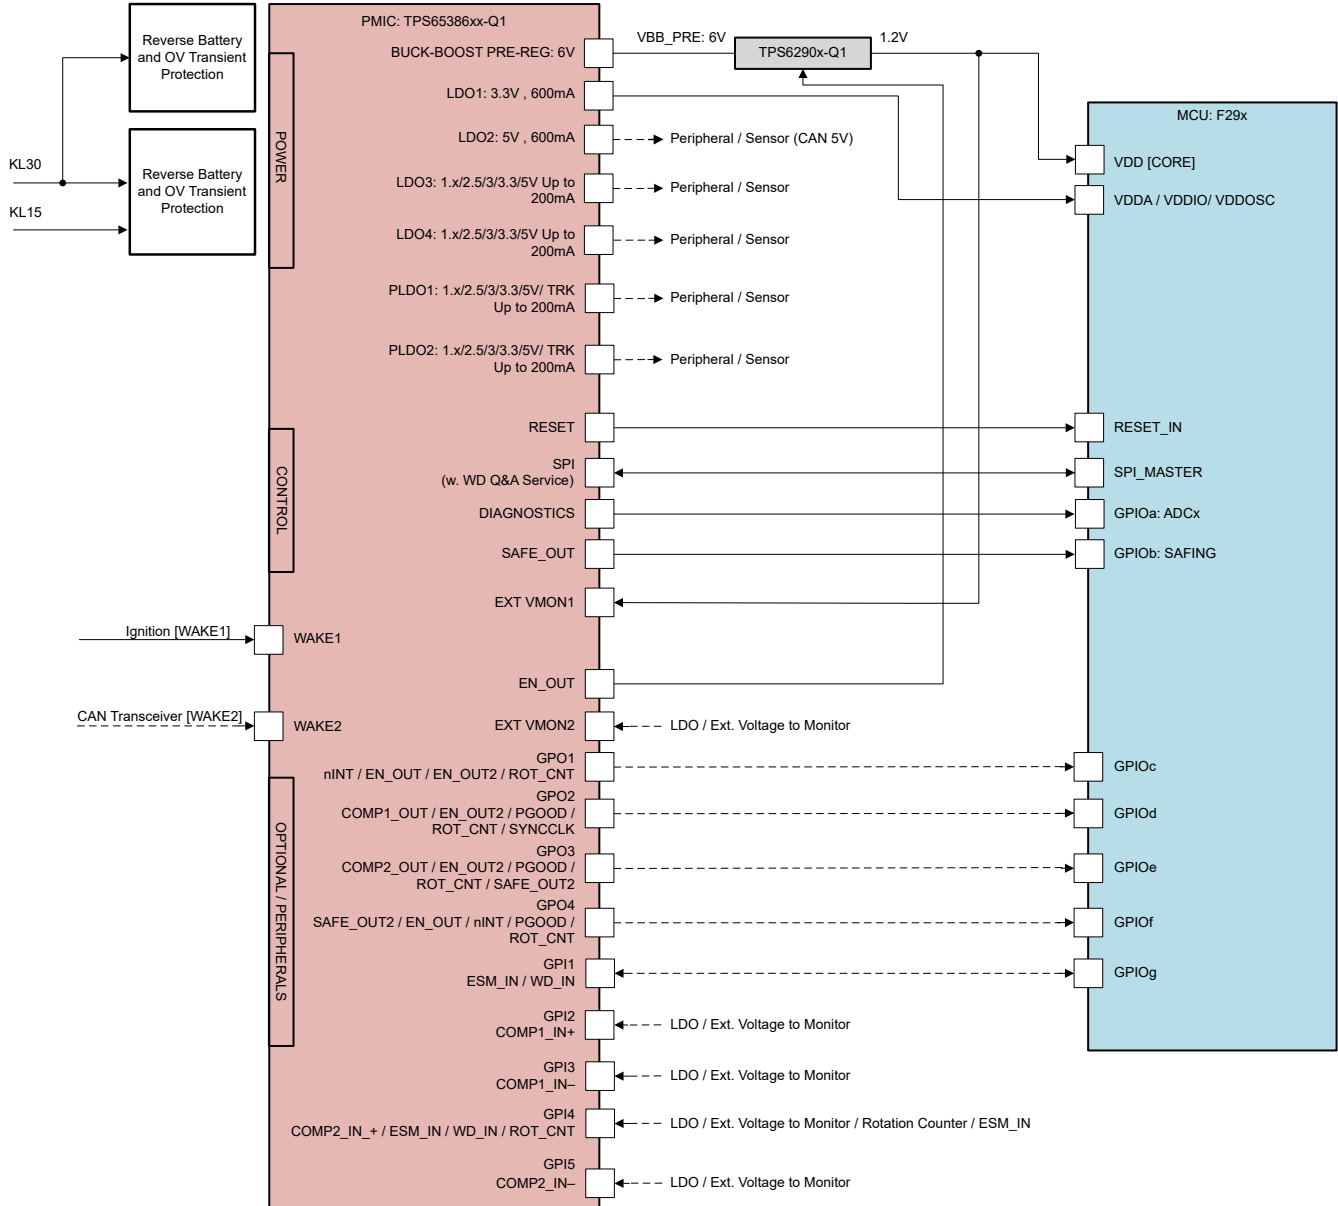 PMIC: TPS65386xx-Q1
Reverse Battery
and OV Transient
Protection
Reverse Battery
and OV Transient
Protection
KL30
KL15
POWER
BUCK-BOOST PRE-REG: 6V
VBB_PRE: 6V
TPS6290x-Q1
1.2V
LDO1: 3.3V , 600mA
LDO2: 5V , 600mA
Peripheral / Sensor (CAN 5V)
LDO3: 1.x/2.5/3/3.3/5V Up to
200mA
Peripheral / Sensor
LDO4: 1.x/2.5/3/3.3/5V Up to
200mA
Peripheral / Sensor
PLDO1: 1.x/2.5/3/3.3/5V/ TRK
Up to 200mA
Peripheral / Sensor
PLDO2: 1.x/2.5/3/3.3/5V/ TRK
Up to 200mA
Peripheral / Sensor
MCU: F29x
VDD [CORE]
VDDA / VDDIO/ VDDOSC
CONTROL
RESET
RESET_IN
SPI
(w. WD Q&A Service)
SPI_MASTER
DIAGNOSTICS
GPIOa: ADCx
SAFE_OUT
GPIOb: SAFING
EXT VMON1
Ignition [WAKE1]
WAKE1
EN_OUT
CAN Transceiver [WAKE2]
WAKE2
EXT VMON2
LDO / Ext. Voltage to Monitor
OPTIONAL / PERIPHERALS
GPO1
nINT / EN_OUT / EN_OUT2 / ROT_CNT
GPIOc
GPO2
COMP1_OUT / EN_OUT2 / PGOOD /
ROT_CNT / SYNCCLK
GPIOd
GPO3
COMP2_OUT / EN_OUT2 / PGOOD /
ROT_CNT / SAFE_OUT2
GPIOe
GPO4
SAFE_OUT2 / EN_OUT / nINT / PGOOD /
ROT_CNT
GPIOf
GPI1
ESM_IN / WD_IN
GPIOg
GPI2
COMP1_IN+
LDO / Ext. Voltage to Monitor
GPI3
COMP1_IN–
LDO / Ext. Voltage to Monitor
GPI4
COMP2_IN_+ / ESM_IN / WD_IN / ROT_CNT
LDO / Ext. Voltage to Monitor / Rotation Counter / ESM_IN
GPI5
COMP2_IN–
LDO / Ext. Voltage to Monitor